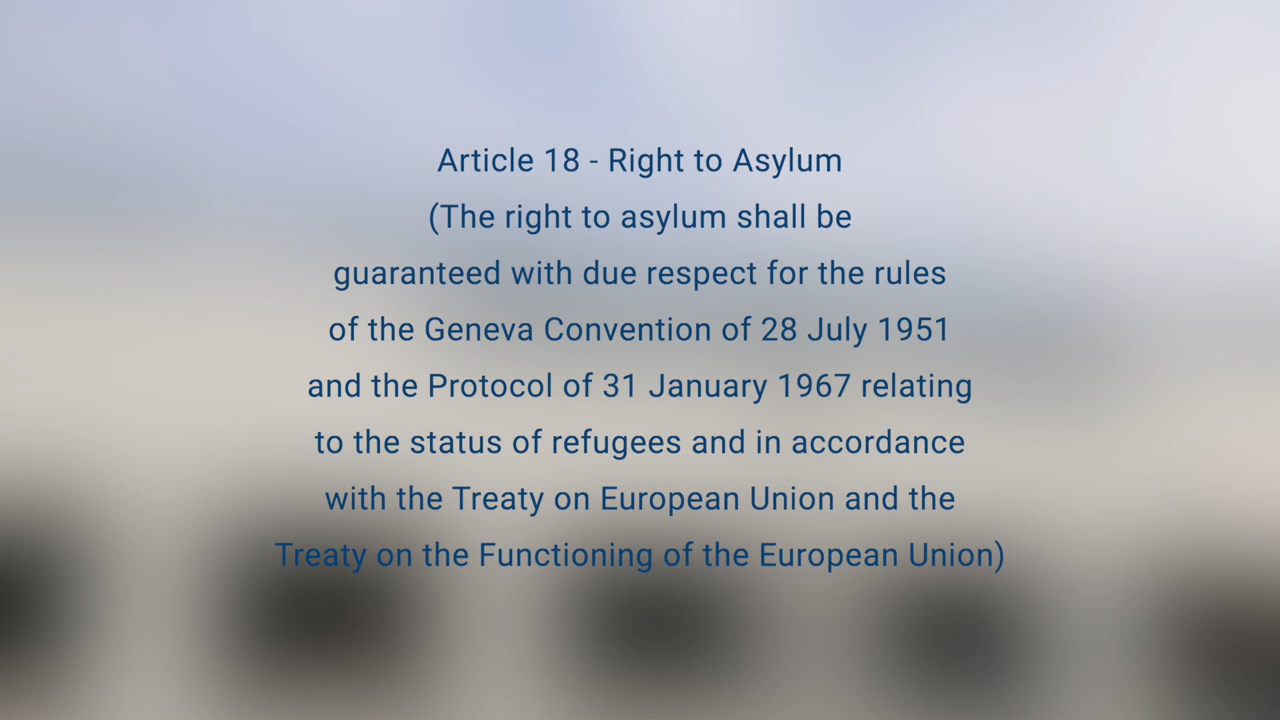 Article 18 - Right to Asylum
(The right to asylum shall be
guaranteed with due respect for the rules
of the Geneva Convention of 28 July 1951
and the Protocol of 31 January 1967 relating
to the status of refugees and in accordance
with the Treaty on European Union and the
Treaty on the Functioning of the European Union)